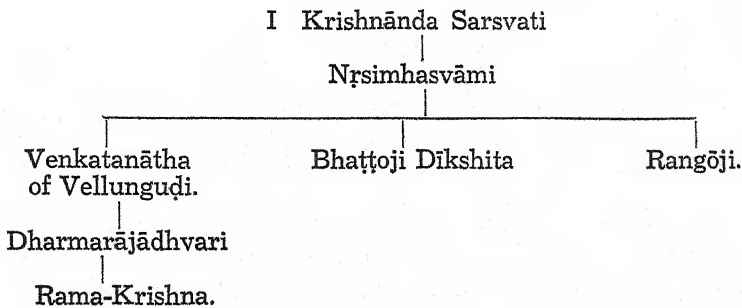 I Krishnānda Sarsvati
Nṛsimhasvāmi
Venkatanātha of Vellunguḍi.
Bhaṭṭoji Dīkshita
Rangōji.
Dharmarājādhvari
Rama-Krishna.